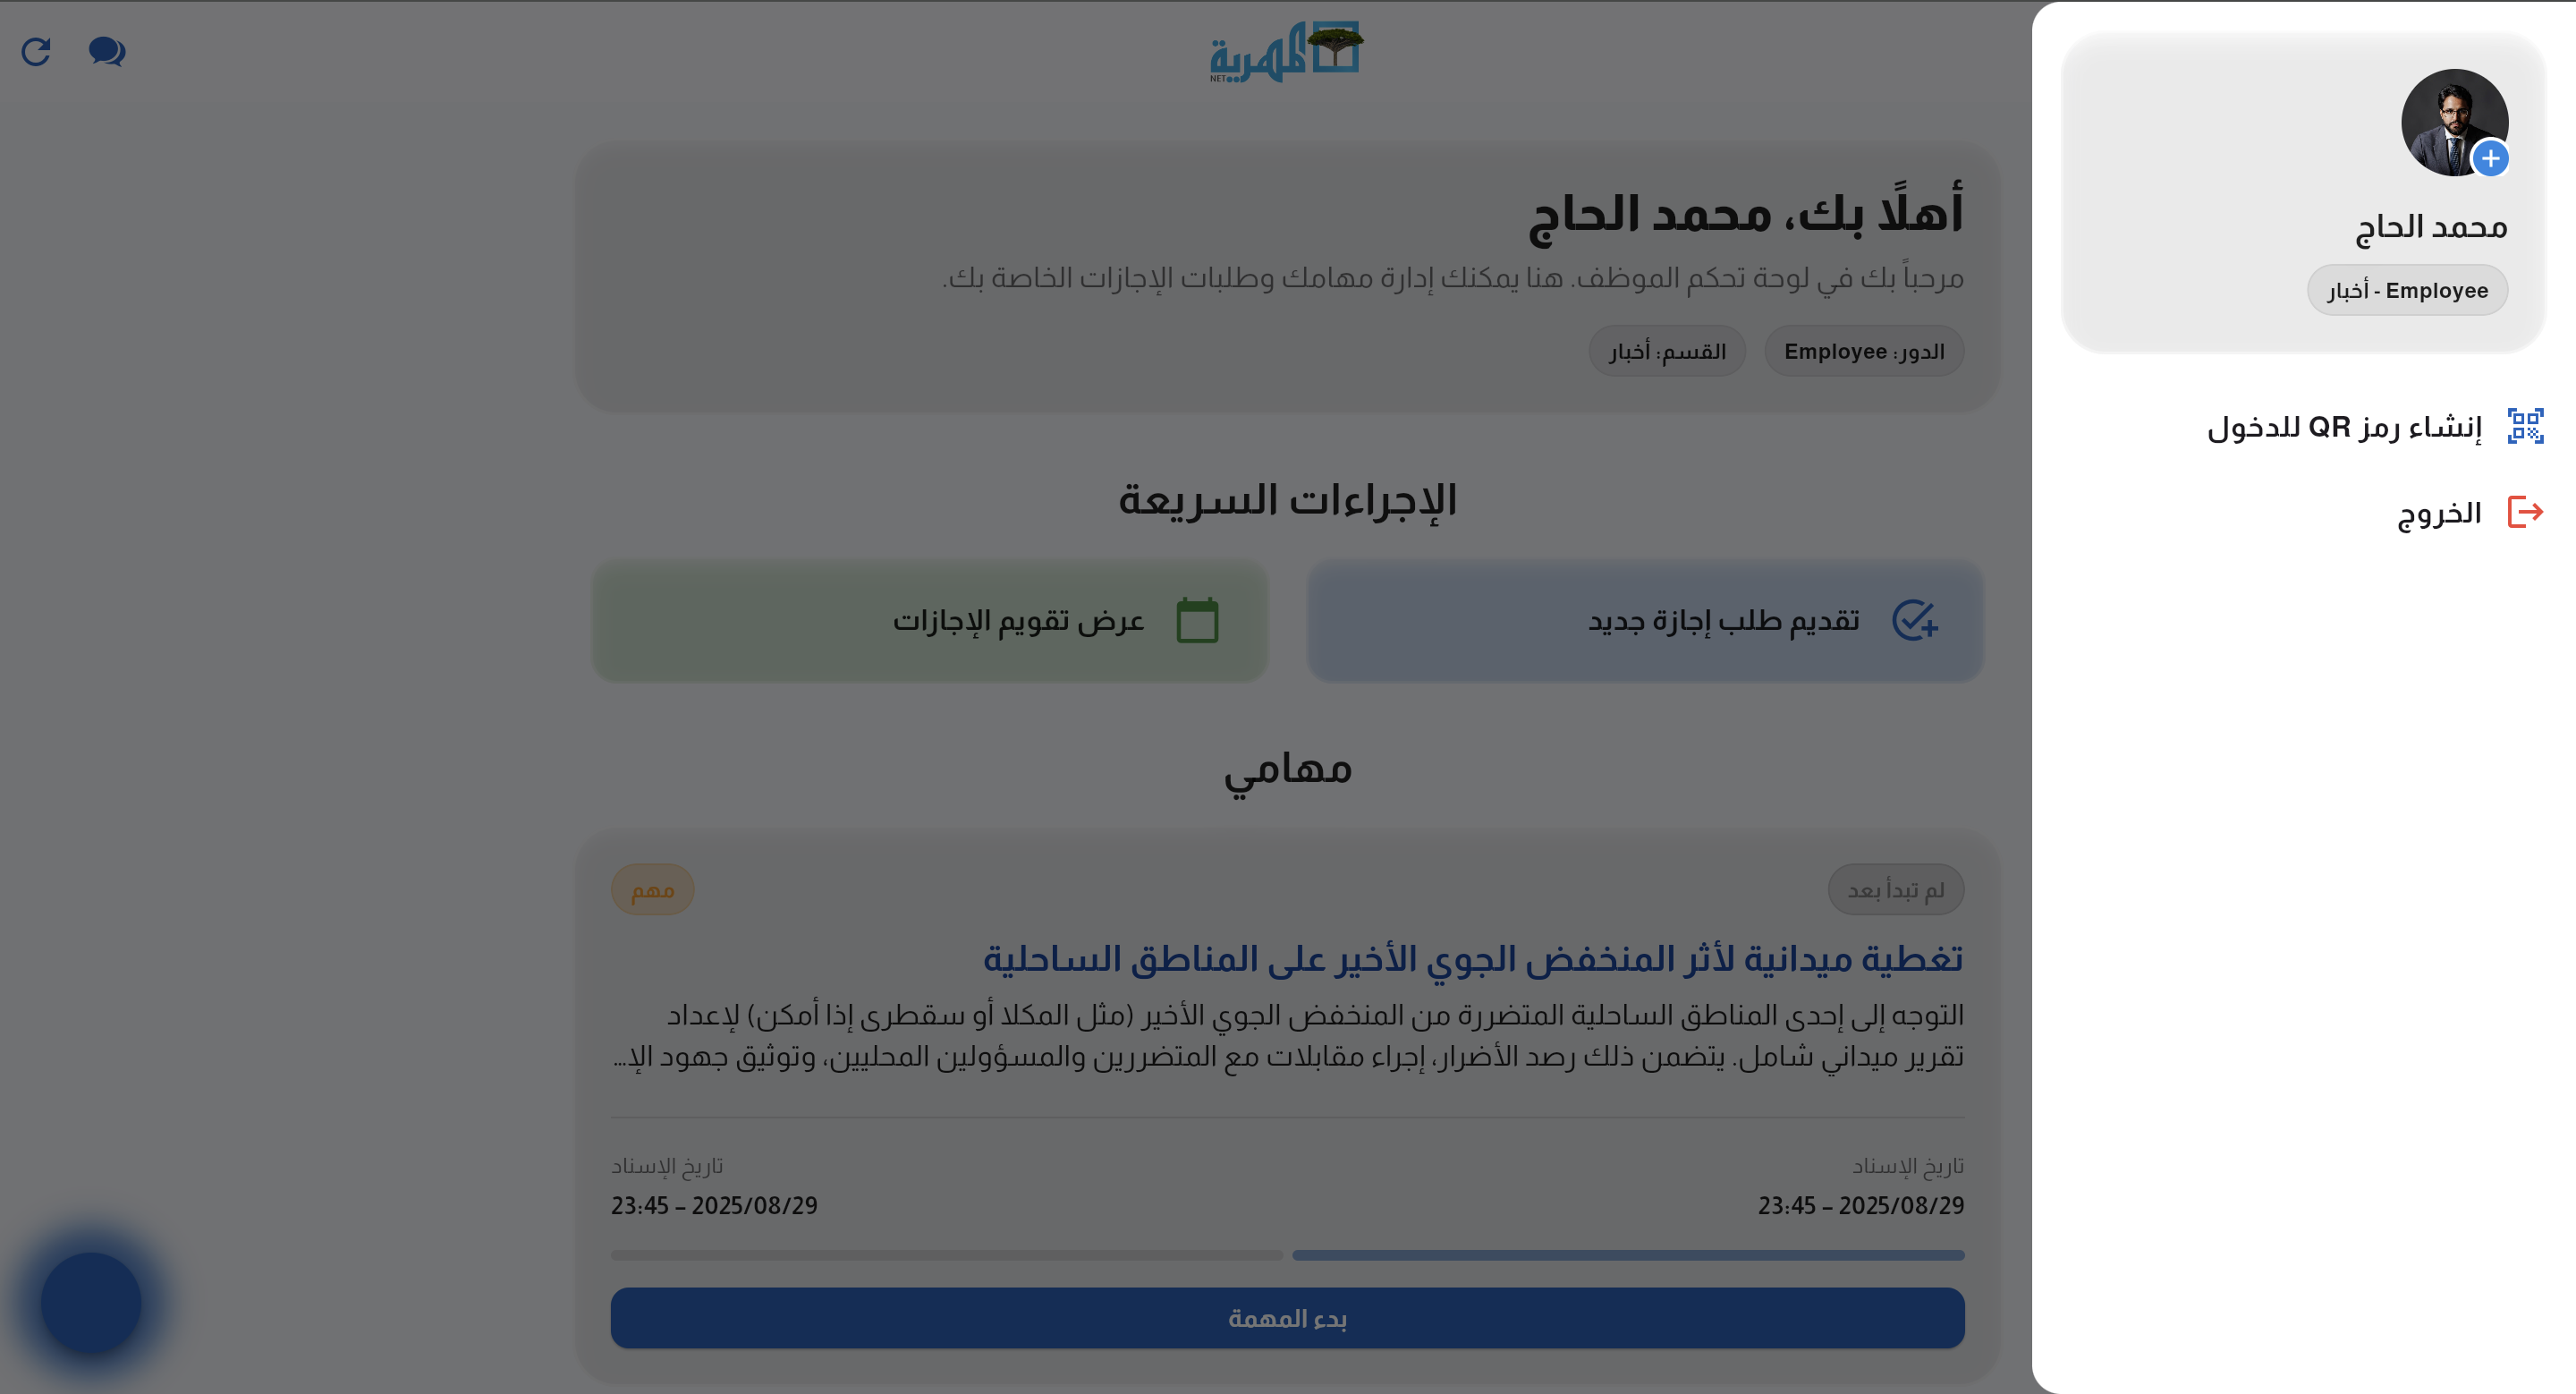 المهرية
NET
محمد الحاج
Employee - أخبار
إنشاء رمز QR للدخول
الخروج
أهلاً بك، محمد الحاج
مرحباً بك في لوحة تحكم الموظف. هنا يمكنك إدارة مهامك وطلبات الإجازات الخاصة بك.
الدور: Employee
القسم: أخبار
الإجراءات السريعة
تقديم طلب إجازة جديد
عرض تقويم الإجازات
مهامي
لم تبدأ بعد
مهم
تغطية ميدانية لأثر المنخفض الجوي الأخير على المناطق الساحلية
التوجه إلى إحدى المناطق الساحلية المتضررة من المنخفض الجوي الأخير (مثل المكلا أو سقطرى إذا أمكن) لإعداد
تقرير ميداني شامل. يتضمن ذلك رصد الأضرار، إجراء مقابلات مع المتضررين والمسؤولين المحليين، وتوثيق جهود الإ...
تاريخ الإسناد
2025/08/29 – 23:45
تاريخ الإسناد
2025/08/29 – 23:45
بدء المهمة